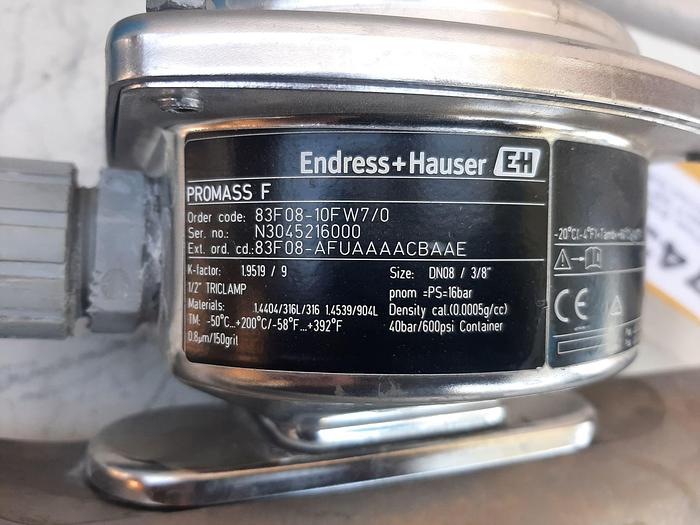 Endress+Hauser EH
PROMASS F
Order code: 83F08-10FW7/0
Ser. no.: N3045216000
Ext. ord. cd.: 83F08-AFUAAAACBAAE
K-factor: 1.9519 / 9
1/2" TRICLAMP
Materials: 1.4404/316L/316 1.4539/904L
TM: -50°C...+200°C/-58°F...+392°F
0.8µm/150grit
Size: DN08 / 3/8"
pnom =PS=16bar
Density cal.(0.0005g/cc)
40bar/600psi Container
CE